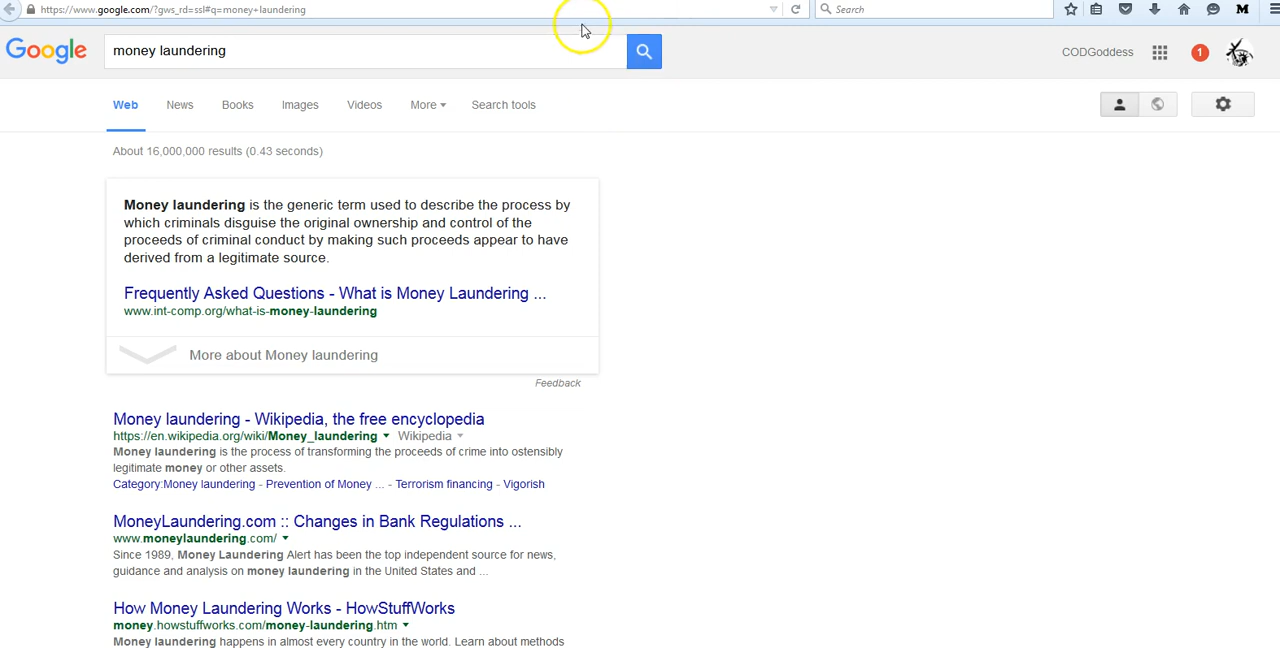 https://www.google.com/?gws_rd=ssl#q=money+laundering
Search
M
Google
money laundering
CODGoddess
1
Web News Books Images Videos More Search tools
About 16,000,000 results (0.43 seconds)
Money laundering is the generic term used to describe the process by
which criminals disguise the original ownership and control of the
proceeds of criminal conduct by making such proceeds appear to have
derived from a legitimate source.
Frequently Asked Questions - What is Money Laundering ...
www.int-comp.org/what-is-money-laundering
More about Money laundering
Feedback
Money laundering - Wikipedia, the free encyclopedia
https://en.wikipedia.org/wiki/Money_laundering Wikipedia
Money laundering is the process of transforming the proceeds of crime into ostensibly
legitimate money or other assets.
Category:Money laundering - Prevention of Money ... - Terrorism financing - Vigorish
MoneyLaundering.com :: Changes in Bank Regulations ...
www.moneylaundering.com/
Since 1989, Money Laundering Alert has been the top independent source for news,
guidance and analysis on money laundering in the United States and ...
How Money Laundering Works - HowStuffWorks
money.howstuffworks.com/money-laundering.htm
Money laundering happens in almost every country in the world. Learn about methods